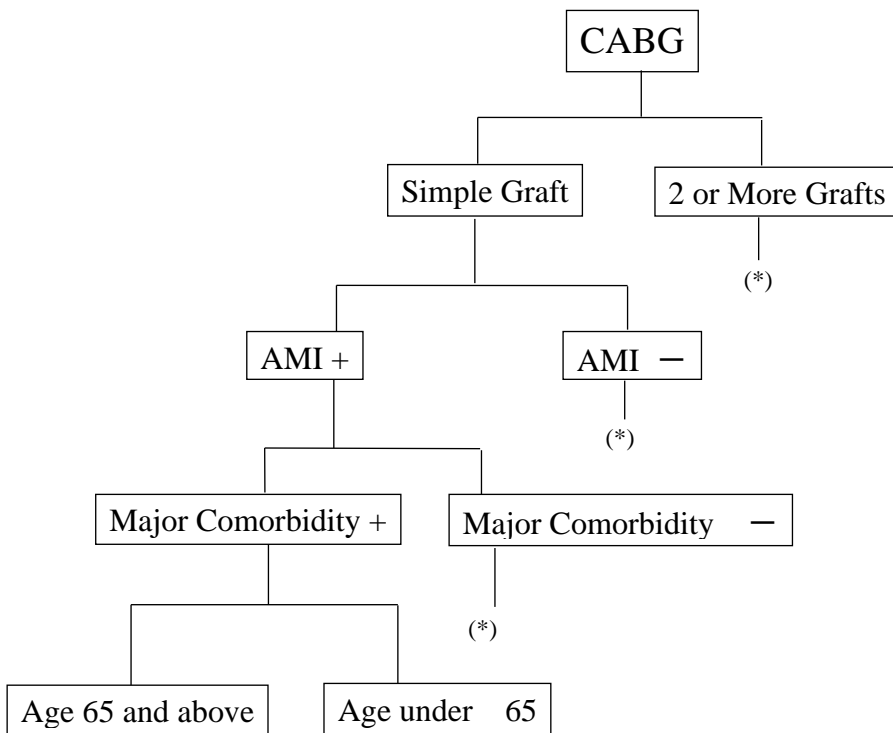 CABG
Simple Graft
2 or More Grafts
(*)
AMI +
AMI —
(*)
Major Comorbidity +
Major Comorbidity —
(*)
Age 65 and above
Age under 65